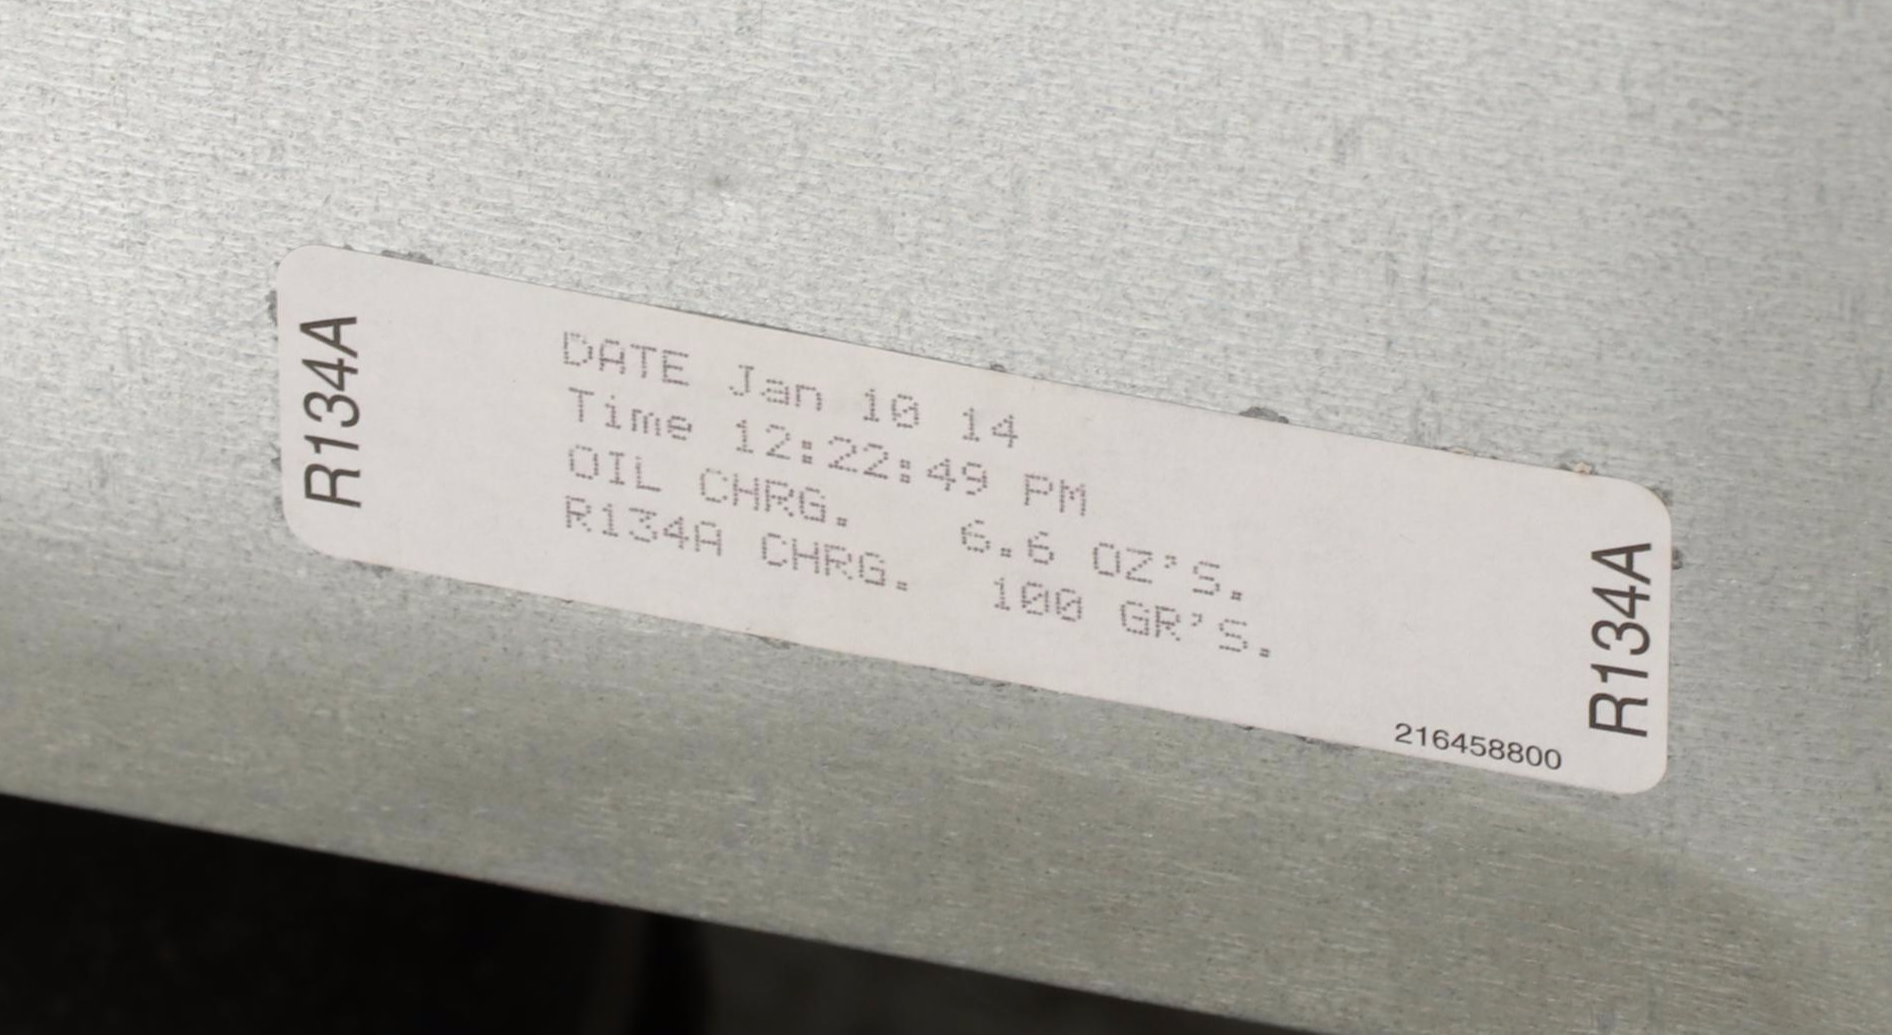 R134A
DATE Jan 10 14
Time 12:22:49 PM
OIL CHRG. 6.6 OZ'S.
R134A CHRG. 100 GR'S.
216458800
R134A